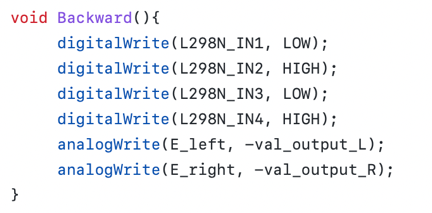 void Backward(){
digitalWrite(L298N_IN1, LOW);
digitalWrite(L298N_IN2, HIGH);
digitalWrite(L298N_IN3, LOW);
digitalWrite(L298N_IN4, HIGH);
analogWrite(E_left, -val_output_L);
analogWrite(E_right, -val_output_R);
}